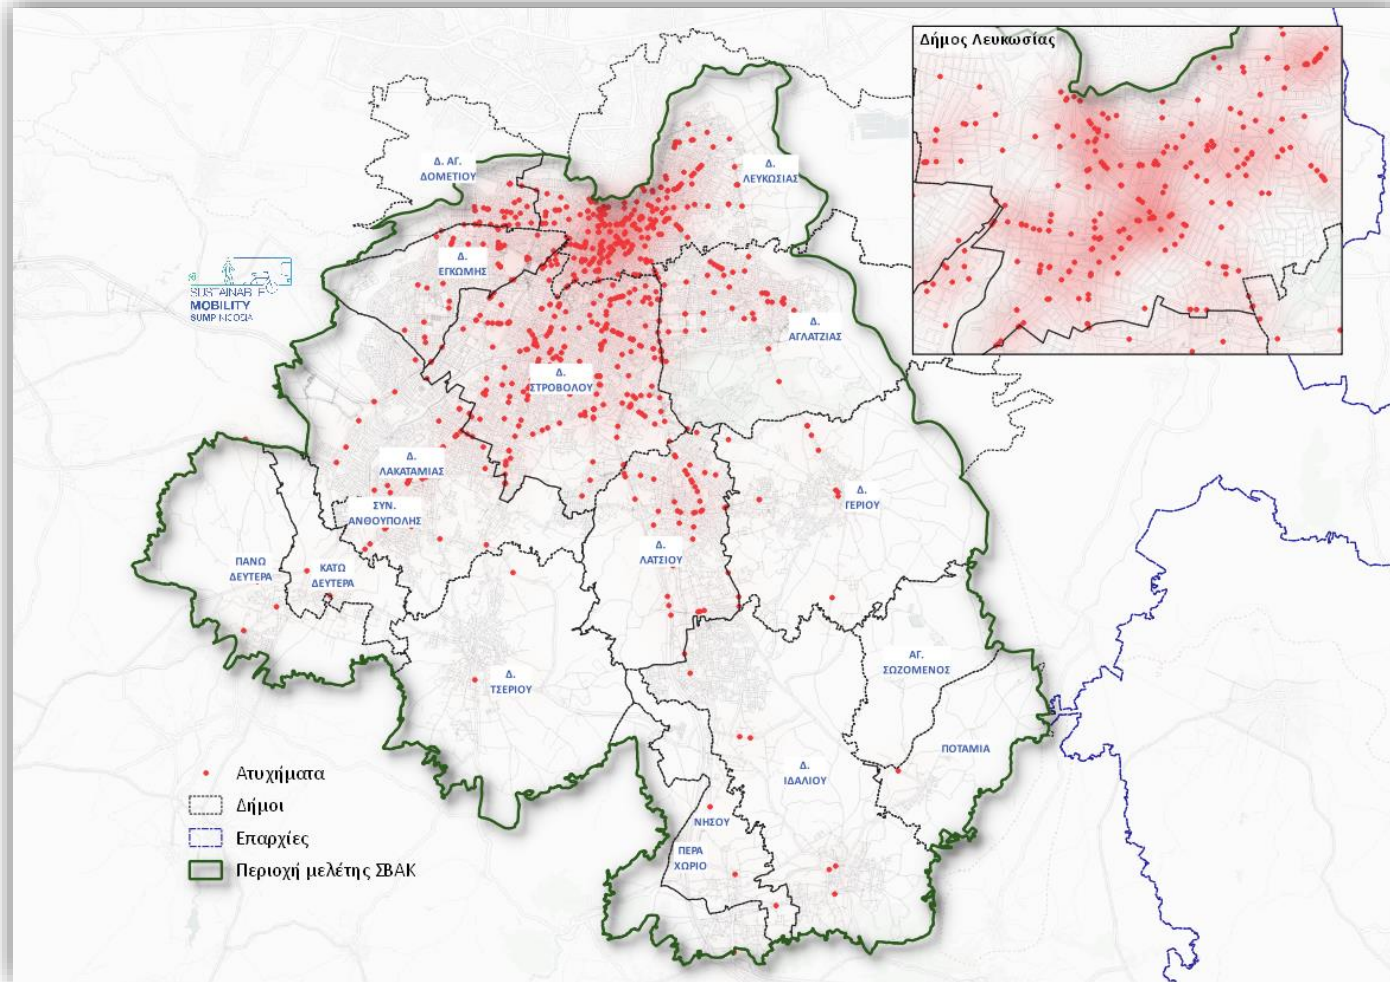 Δήμος Λευκωσίας
Δ. ΑΓ.
ΔΟΜΕΤΙΟΥ
Δ.
ΛΕΥΚΩΣΙΑΣ
Δ.
ΕΓΚΩΜΗΣ
SUSTAINABLE
MOBILITY
SUMP NICOSIA
Δ.
ΑΓΛΑΤΖΙΑΣ
Δ.
ΣΤΡΟΒΟΛΟΥ
Δ.
ΛΑΚΑΤΑΜΙΑΣ
ΣΥΝ.
ΑΝΘΟΥΠΟΛΗΣ
Δ.
ΓΕΡΙΟΥ
Δ.
ΛΑΤΣΙΟΥ
ΠΑΝΩ
ΔΕΥΤΕΡΑ
ΚΑΤΩ
ΔΕΥΤΕΡΑ
ΑΓ.
ΣΩΖΟΜΕΝΟΣ
Δ.
ΤΣΕΡΙΟΥ
ΠΟΤΑΜΙΑ
Δ.
ΙΔΑΛΙΟΥ
ΝΗΣΟΥ
ΠΕΡΑ
ΧΩΡΙΟ
Ατυχήματα
Δήμοι
Επαρχίες
Περιοχή μελέτης ΣΒΑΚ